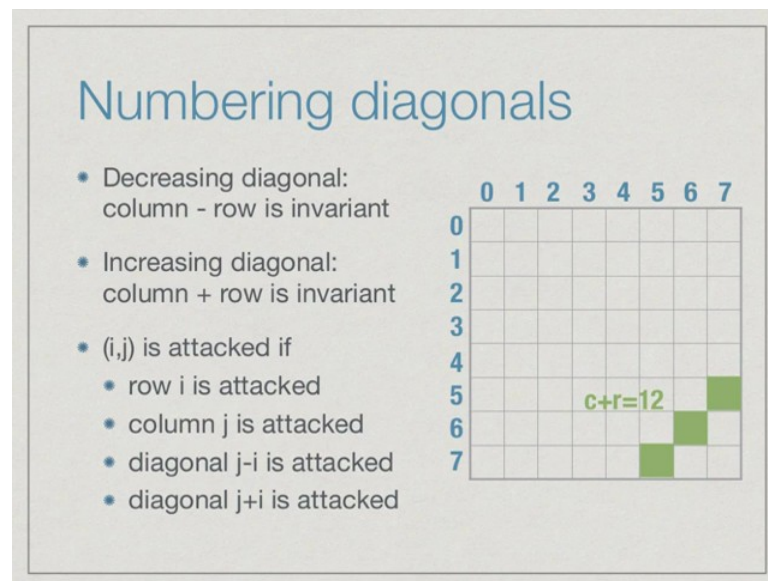 Numbering diagonals
Decreasing diagonal:
column - row is invariant
Increasing diagonal:
column + row is invariant
(i,j) is attacked if
row i is attacked
column j is attacked
diagonal j-i is attacked
diagonal j+i is attacked
0 1 2 3 4 5 6 7
0
1
2
3
4
5
c+r=12
6
7